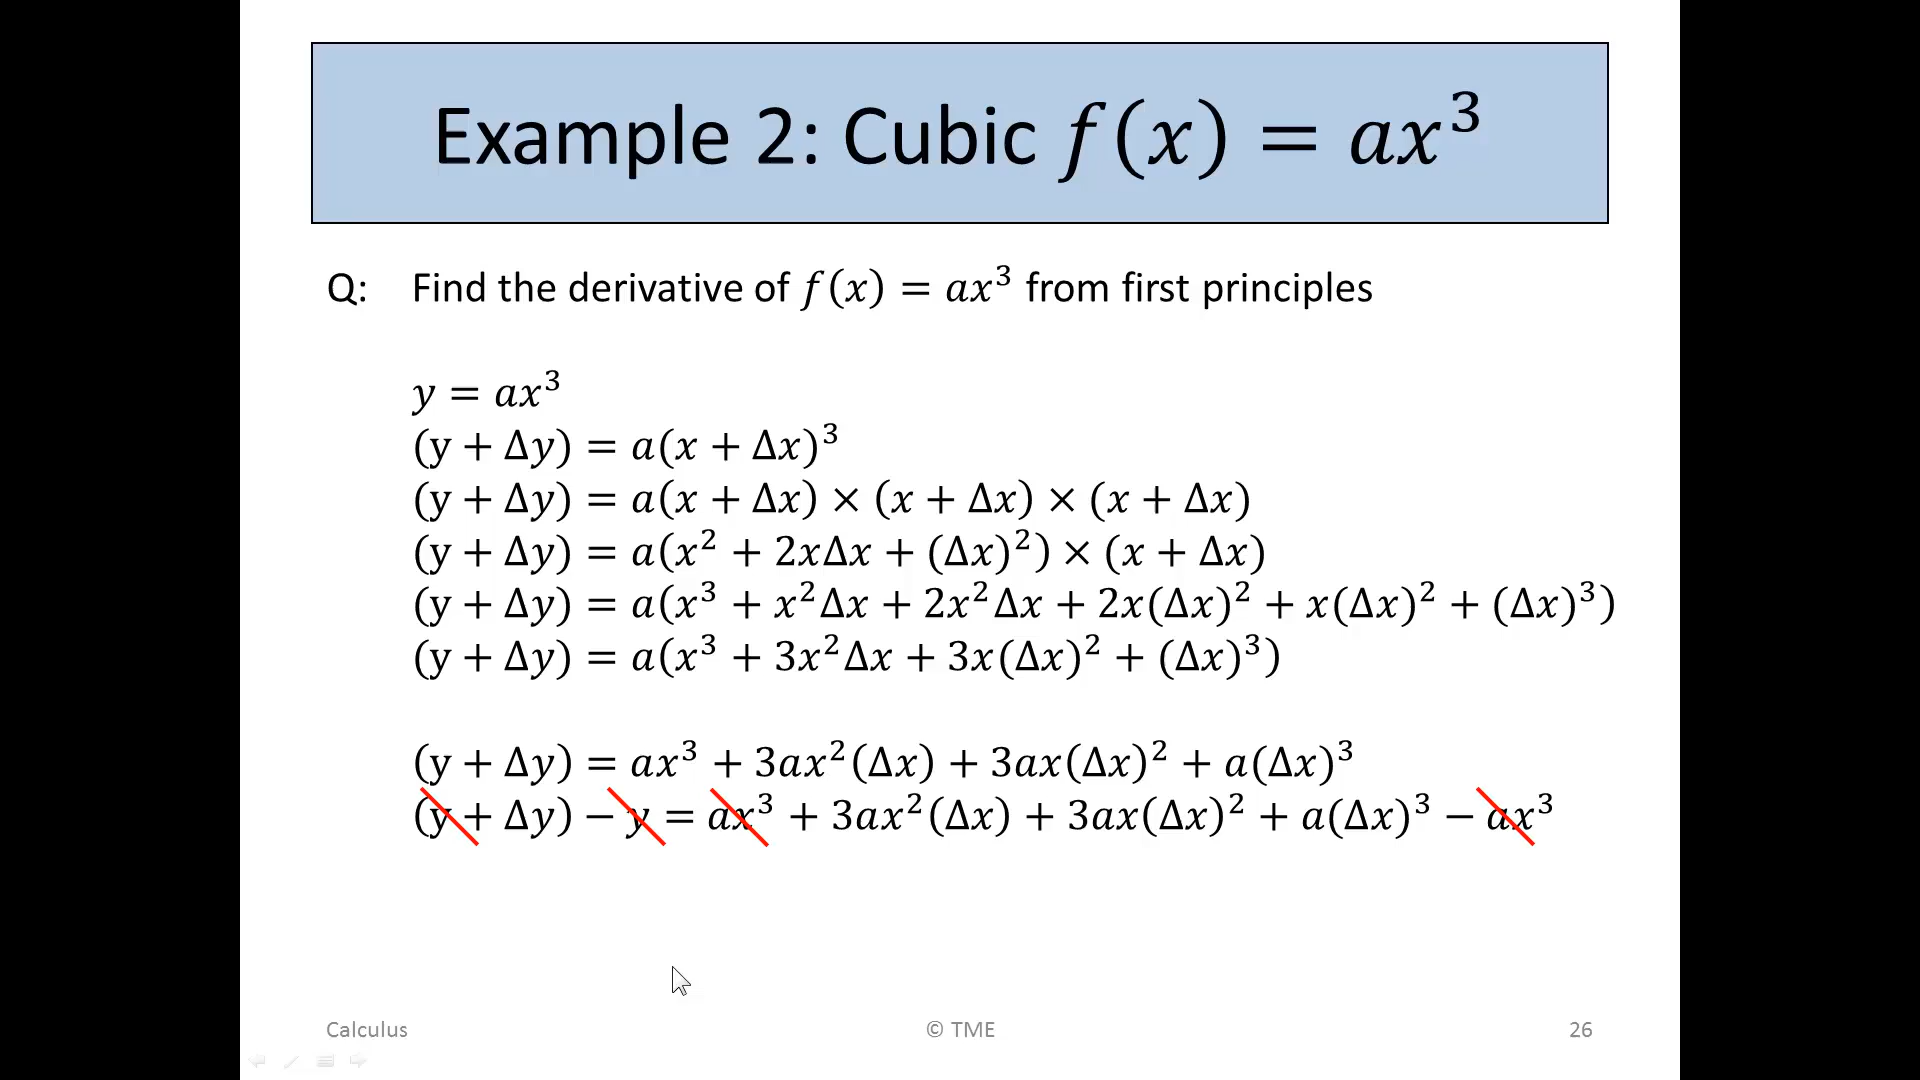 Example 2: Cubic f(x) = ax³
Q: Find the derivative of f(x) = ax³ from first principles
y = ax³
(y + Δy) = a(x + Δx)³
(y + Δy) = a(x + Δx) × (x + Δx) × (x + Δx)
(y + Δy) = a(x² + 2xΔx + (Δx)²) × (x + Δx)
(y + Δy) = a(x³ + x²Δx + 2x²Δx + 2x(Δx)² + x(Δx)² + (Δx)³)
(y + Δy) = a(x³ + 3x²Δx + 3x(Δx)² + (Δx)³)
(y + Δy) = ax³ + 3ax²(Δx) + 3ax(Δx)² + a(Δx)³
(y + Δy) − y = ax³ + 3ax²(Δx) + 3ax(Δx)² + a(Δx)³ − ax³
Calculus © TME 26